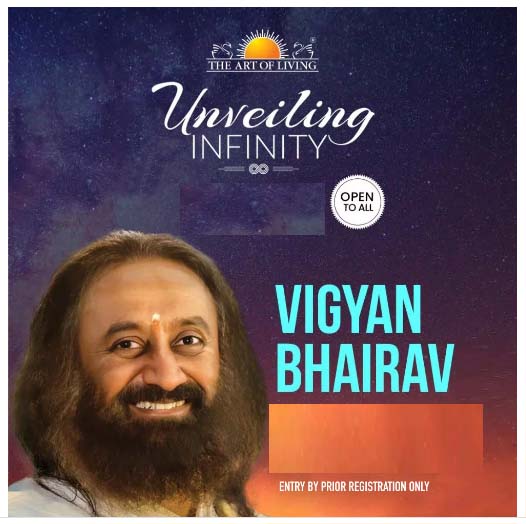 THE ART OF LIVING
Unveiling
INFINITY
OPEN
TO ALL
VIGYAN
BHAIRAV
ENTRY BY PRIOR REGISTRATION ONLY